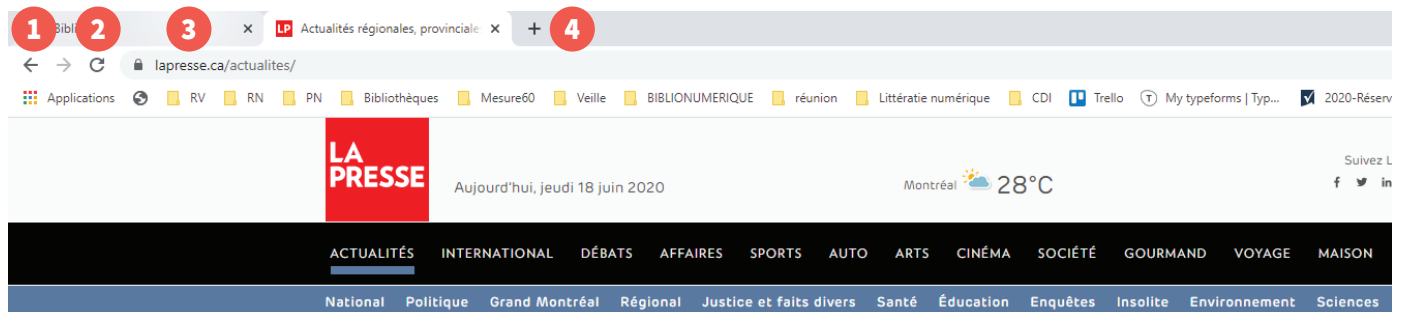 1 Bibli 2 3 × LP Actualités régionales, provinciale × + 4
lapresse.ca/actualites/
Applications RV RN PN Bibliothèques Mesure60 Veille BIBLIONUMERIQUE réunion Littératie numérique CDI Trello T My typeforms | Typ... 2020-Réserv
LA
PRESSE
Aujourd'hui, jeudi 18 juin 2020
Montréal 28°C
Suivez L
f in
ACTUALITÉS INTERNATIONAL DÉBATS AFFAIRES SPORTS AUTO ARTS CINÉMA SOCIÉTÉ GOURMAND VOYAGE MAISON
National Politique Grand Montréal Régional Justice et faits divers Santé Éducation Enquêtes Insolite Environnement Sciences